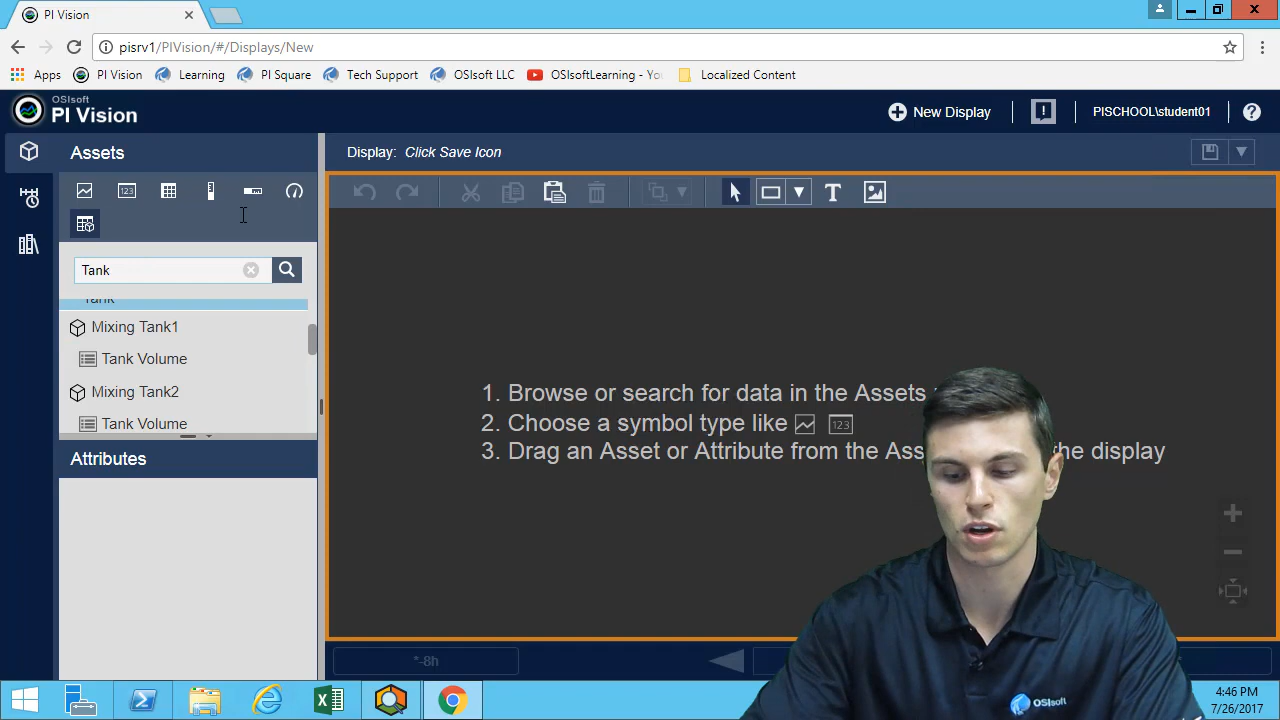 PI Vision
pisrv1/PIVision/#/Displays/New
Apps PI Vision Learning PI Square Tech Support OSIsoft LLC OSIsoftLearning - Yo Localized Content
OSIsoft
PI Vision
New Display
PISCHOOL\student01
Assets
Display: Click Save Icon
123
T
Tank
Tank
Mixing Tank1
Tank Volume
Mixing Tank2
Tank Volume
Attributes
1. Browse or search for data in the Assets
2. Choose a symbol type like 123
3. Drag an Asset or Attribute from the Ass he display
*-8h
OSIsoft
4:46 PM
7/26/2017